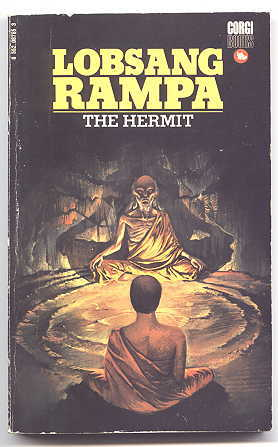 CORGI
BOOKS
LOBSANG
RAMPA
THE HERMIT